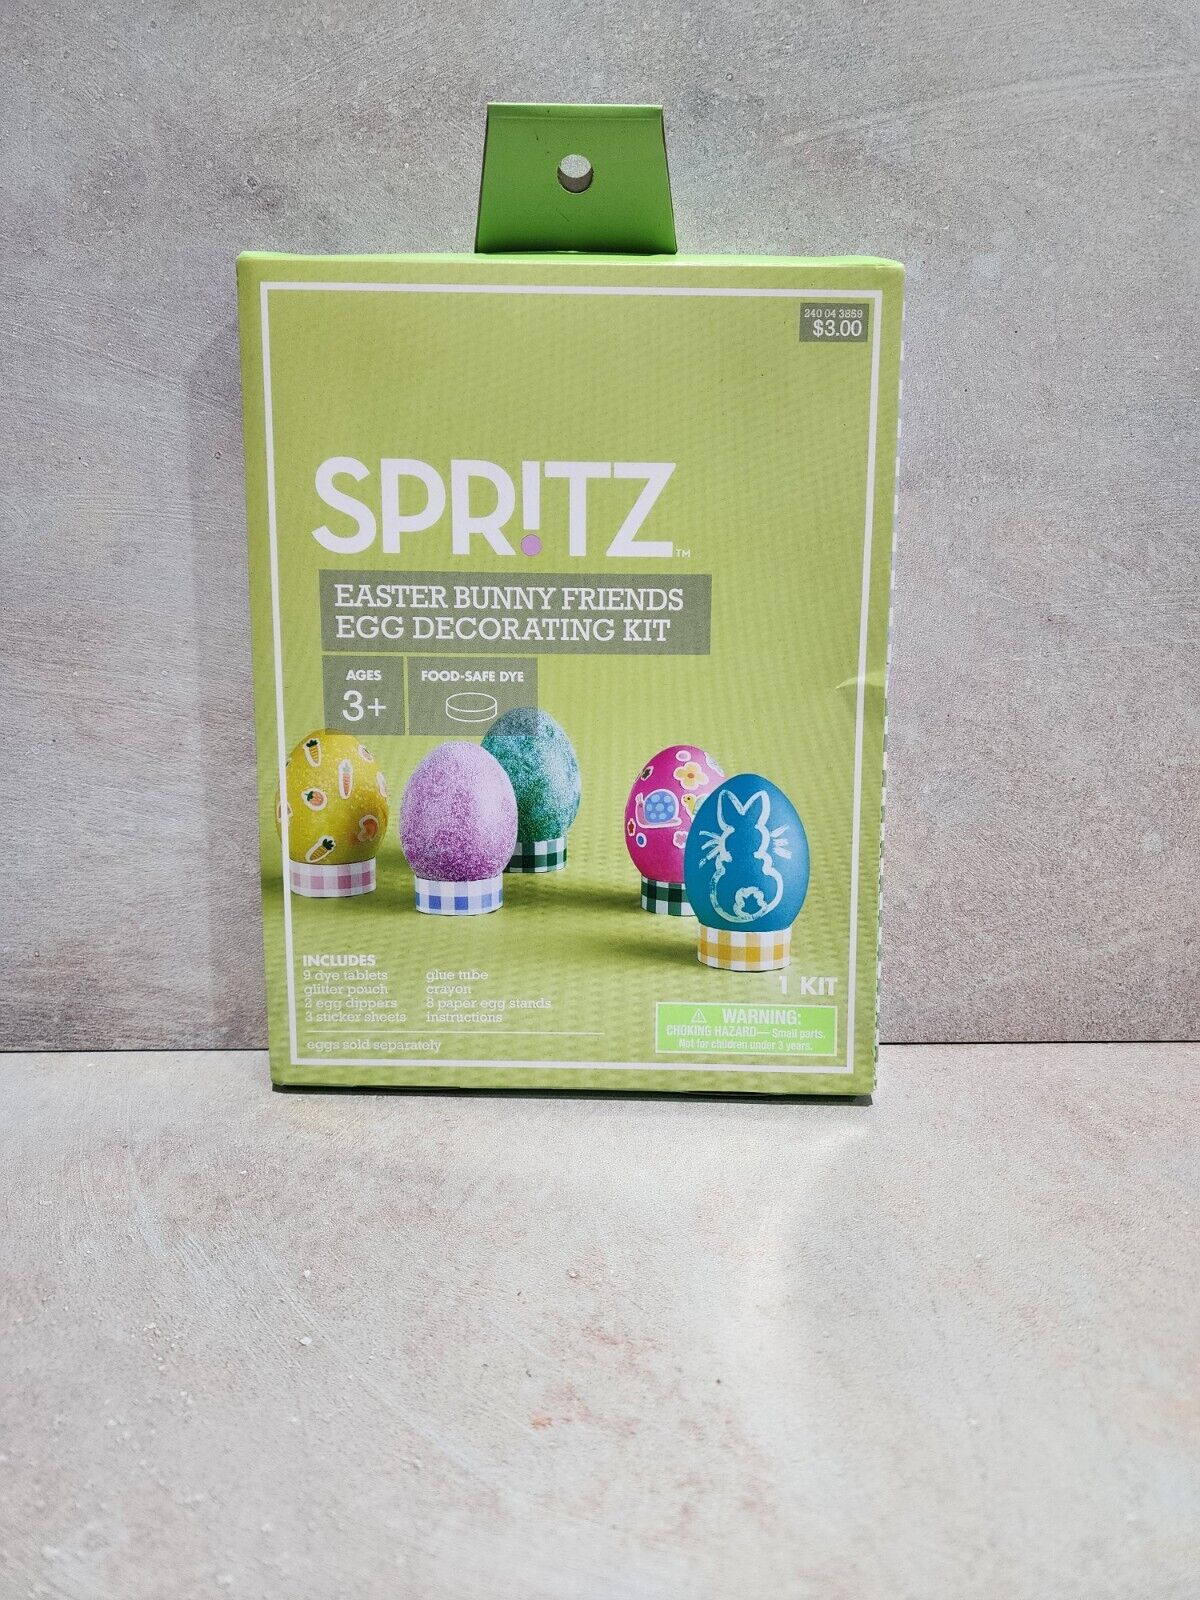 240 04 3859
$3.00
SPR!TZ™
EASTER BUNNY FRIENDS
EGG DECORATING KIT
AGES
3+
FOOD-SAFE DYE
INCLUDES
9 dye tablets
glitter pouch
2 egg dippers
3 sticker sheets
glue tube
crayon
8 paper egg stands
instructions
eggs sold separately
1 KIT
⚠ WARNING:
CHOKING HAZARD— Small parts.
Not for children under 3 years.